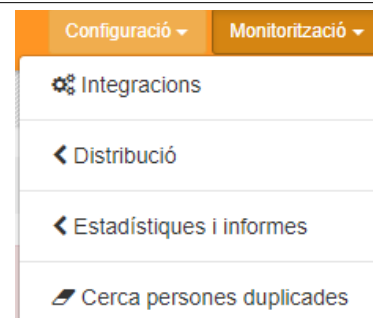 Configuració Monitorització
Integracions
Distribució
Estadístiques i informes
Cerca persones duplicades